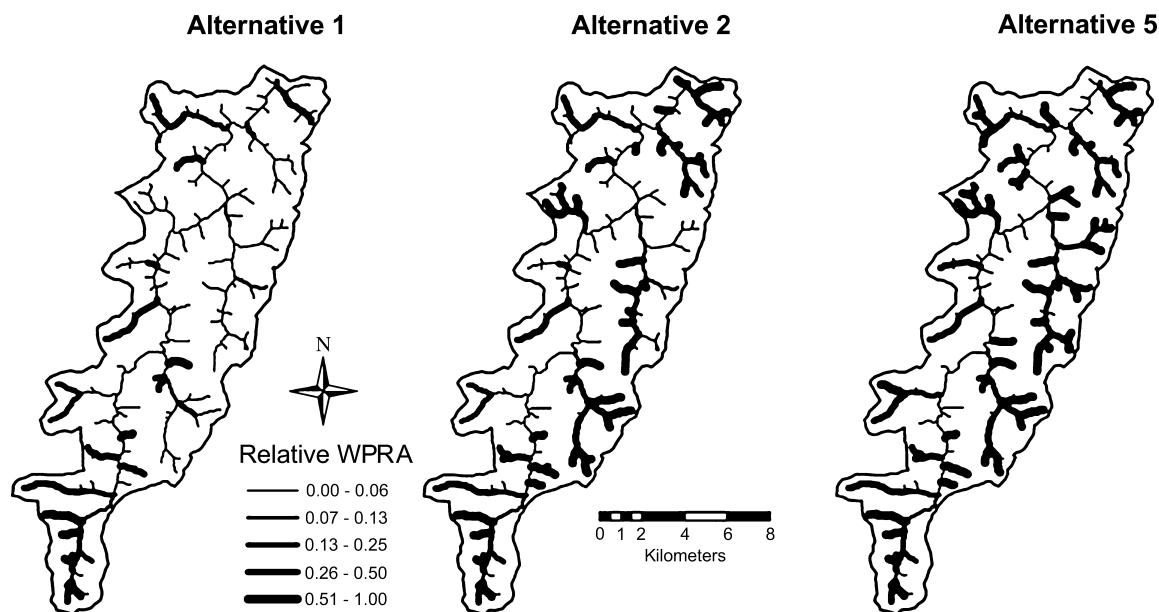 Alternative 1
Alternative 2
Alternative 5
N
Relative WPRA
0.00 - 0.06
0.07 - 0.13
0.13 - 0.25
0.26 - 0.50
0.51 - 1.00
0 1 2 4 6 8
Kilometers